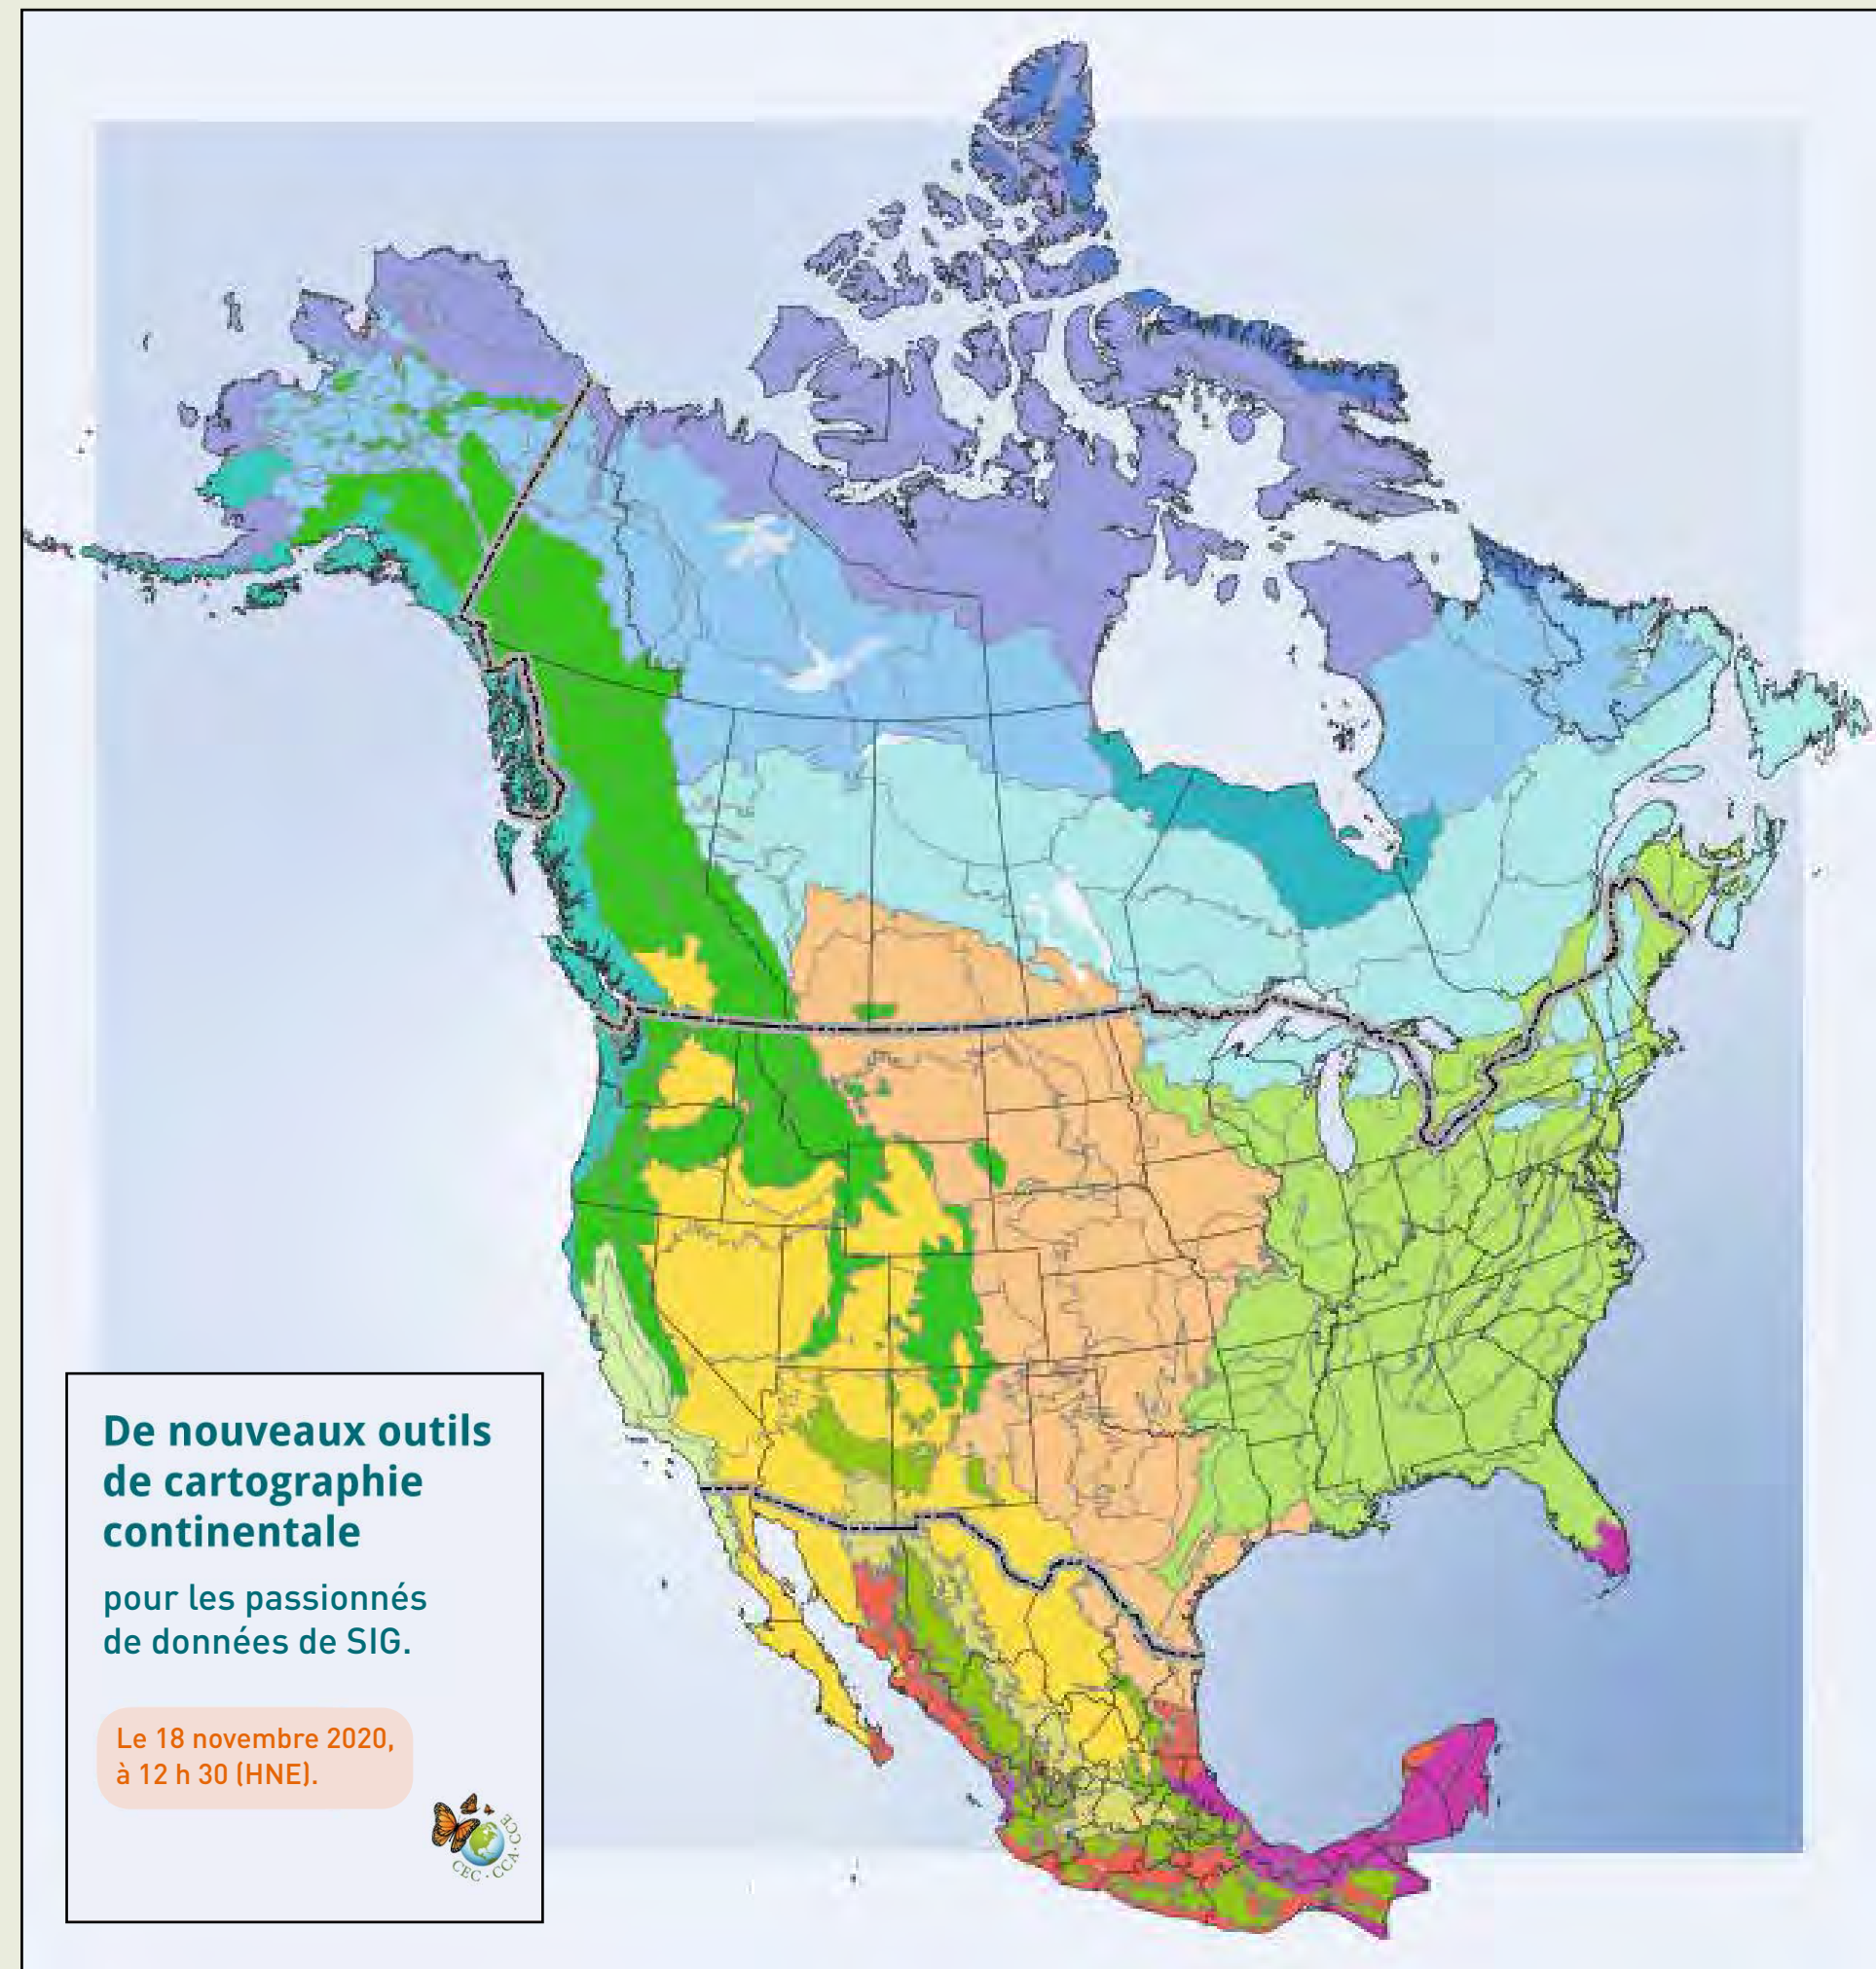 De nouveaux outils
de cartographie
continentale
pour les passionnés
de données de SIG.
Le 18 novembre 2020,
à 12 h 30 (HNE).
CEC · CCA · CCE